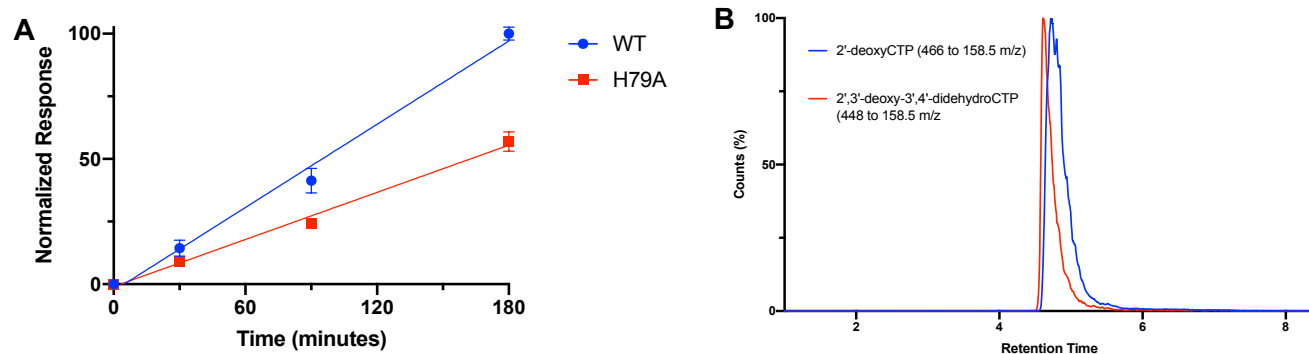 A
Normalized Response
100
50
0
0
60
120
180
Time (minutes)
WT
H79A
B
Counts (%)
100
50
0
2
4
6
8
Retention Time
2'-deoxyCTP (466 to 158.5 m/z)
2',3'-deoxy-3',4'-didehydroCTP
(448 to 158.5 m/z